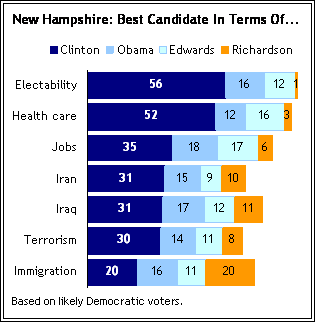 New Hampshire: Best Candidate In Terms Of...
Clinton Obama Edwards Richardson
Electability 56 16 12 1
Health care 52 12 16 3
Jobs 35 18 17 6
Iran 31 15 9 10
Iraq 31 17 12 11
Terrorism 30 14 11 8
Immigration 20 16 11 20
Based on likely Democratic voters.